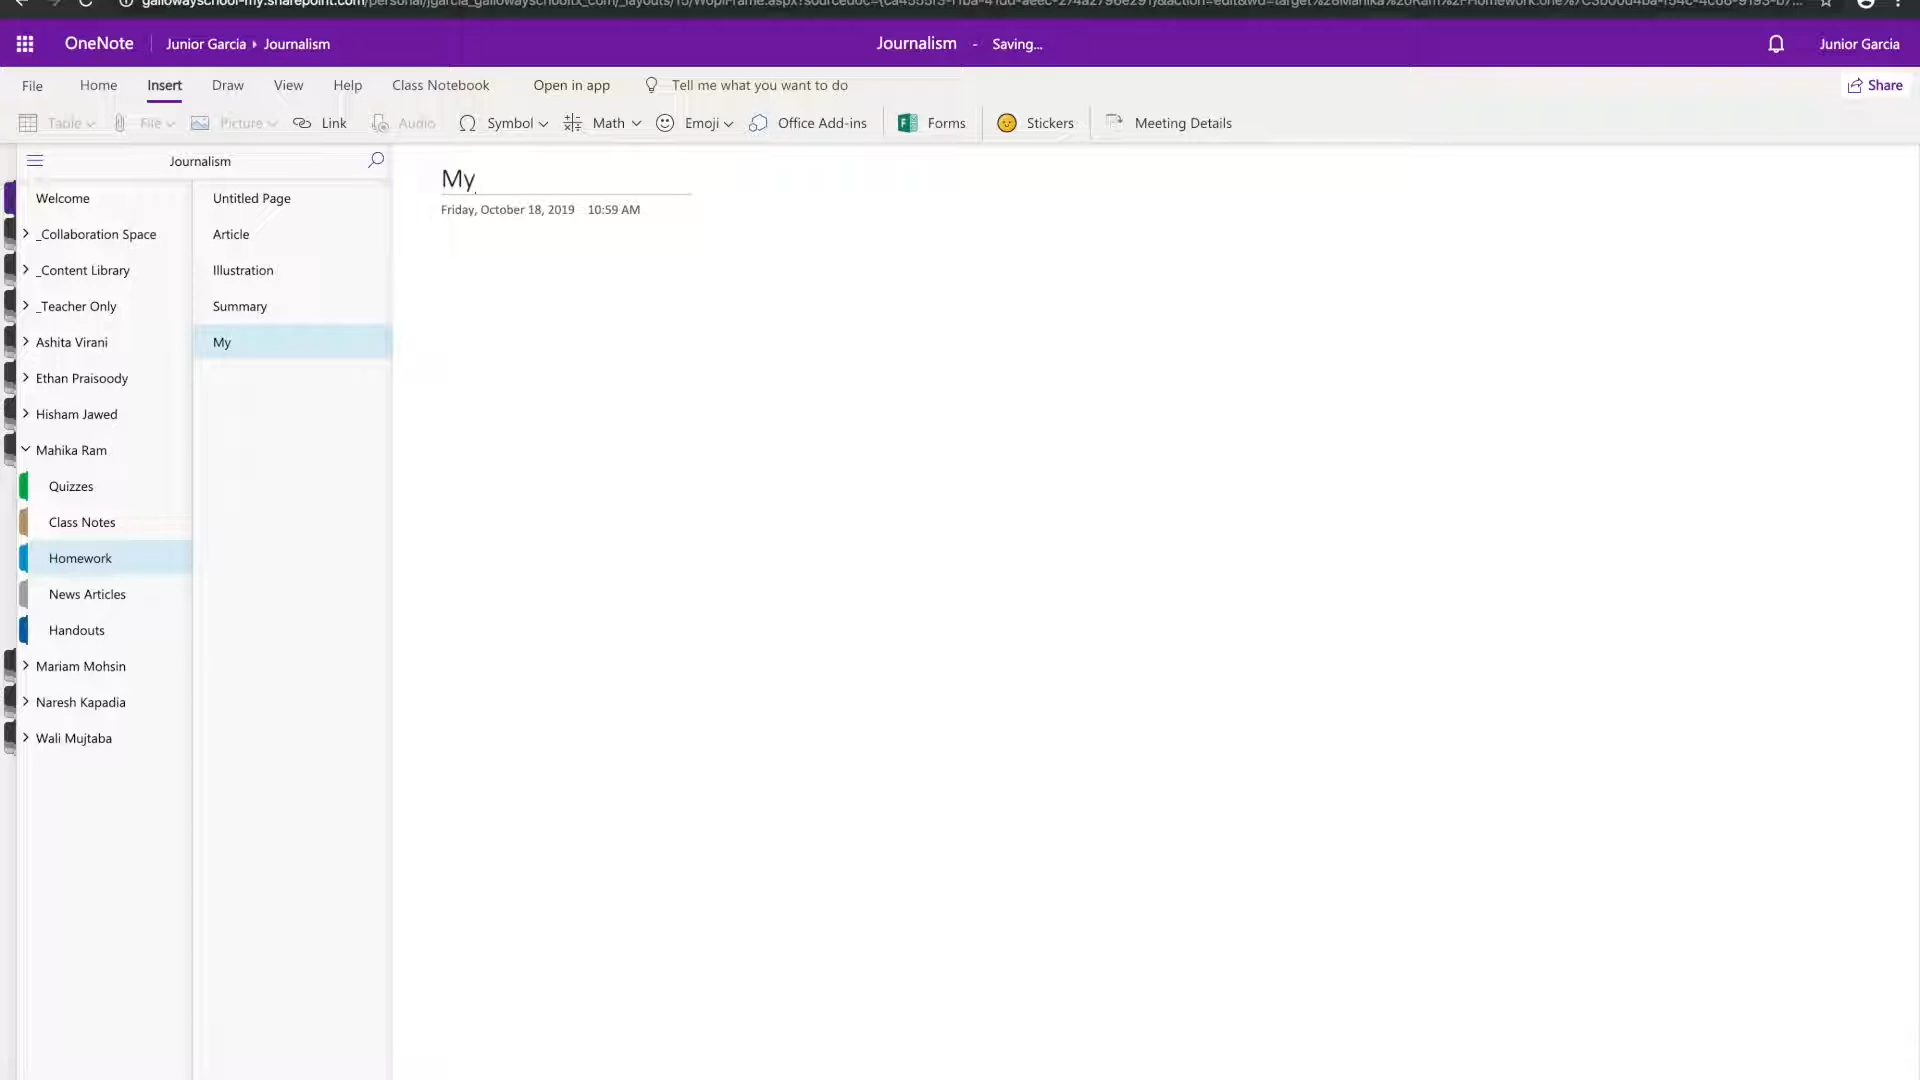 OneNote Junior Garcia Journalism Journalism - Saving... Junior Garcia
File Home Insert Draw View Help Class Notebook Open in app Tell me what you want to do Share
Table File Picture Link Audio Symbol Math Emoji Office Add-ins Forms Stickers Meeting Details
Journalism
Welcome
_Collaboration Space
_Content Library
_Teacher Only
Ashita Virani
Ethan Praisoody
Hisham Jawed
Mahika Ram
Quizzes
Class Notes
Homework
News Articles
Handouts
Mariam Mohsin
Naresh Kapadia
Wali Mujtaba
Untitled Page
Article
Illustration
Summary
My
My
Friday, October 18, 2019 10:59 AM